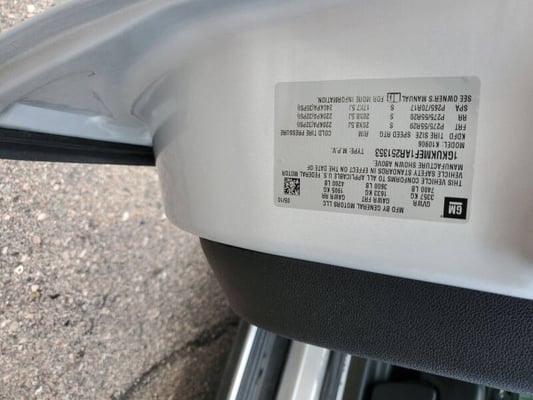 GM
MFD BY GENERAL MOTORS LLC
05/10
GVWR GAWR FRT GAWR RR
3357 KG 1633 KG 1905 KG
7400 LB 3600 LB 4200 LB
THIS VEHICLE CONFORMS TO ALL APPLICABLE U.S. FEDERAL MOTOR
VEHICLE SAFETY STANDARDS IN EFFECT ON THE DATE OF
MANUFACTURE SHOWN ABOVE.
TYPE: M.P.V.
MODEL: K10906
TIRE SIZE SPEED RTG RIM COLD TIRE PRESSURE
FRT P275/55R20 S 20X8.5J 220KPA(32PSI)
RR P275/55R20 S 20X8.5J 220KPA(32PSI)
SPA P265/70R17 S 17X7.5J 240KPA(35PSI)
SEE OWNER'S MANUAL FOR MORE INFORMATION.